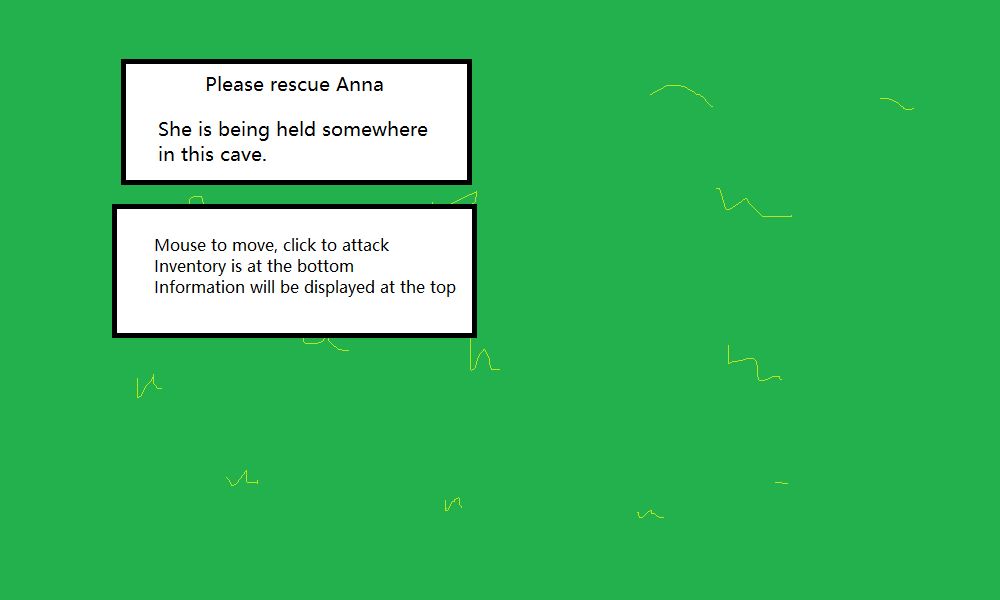 Please rescue Anna
She is being held somewhere
in this cave.
Mouse to move, click to attack
Inventory is at the bottom
Information will be displayed at the top